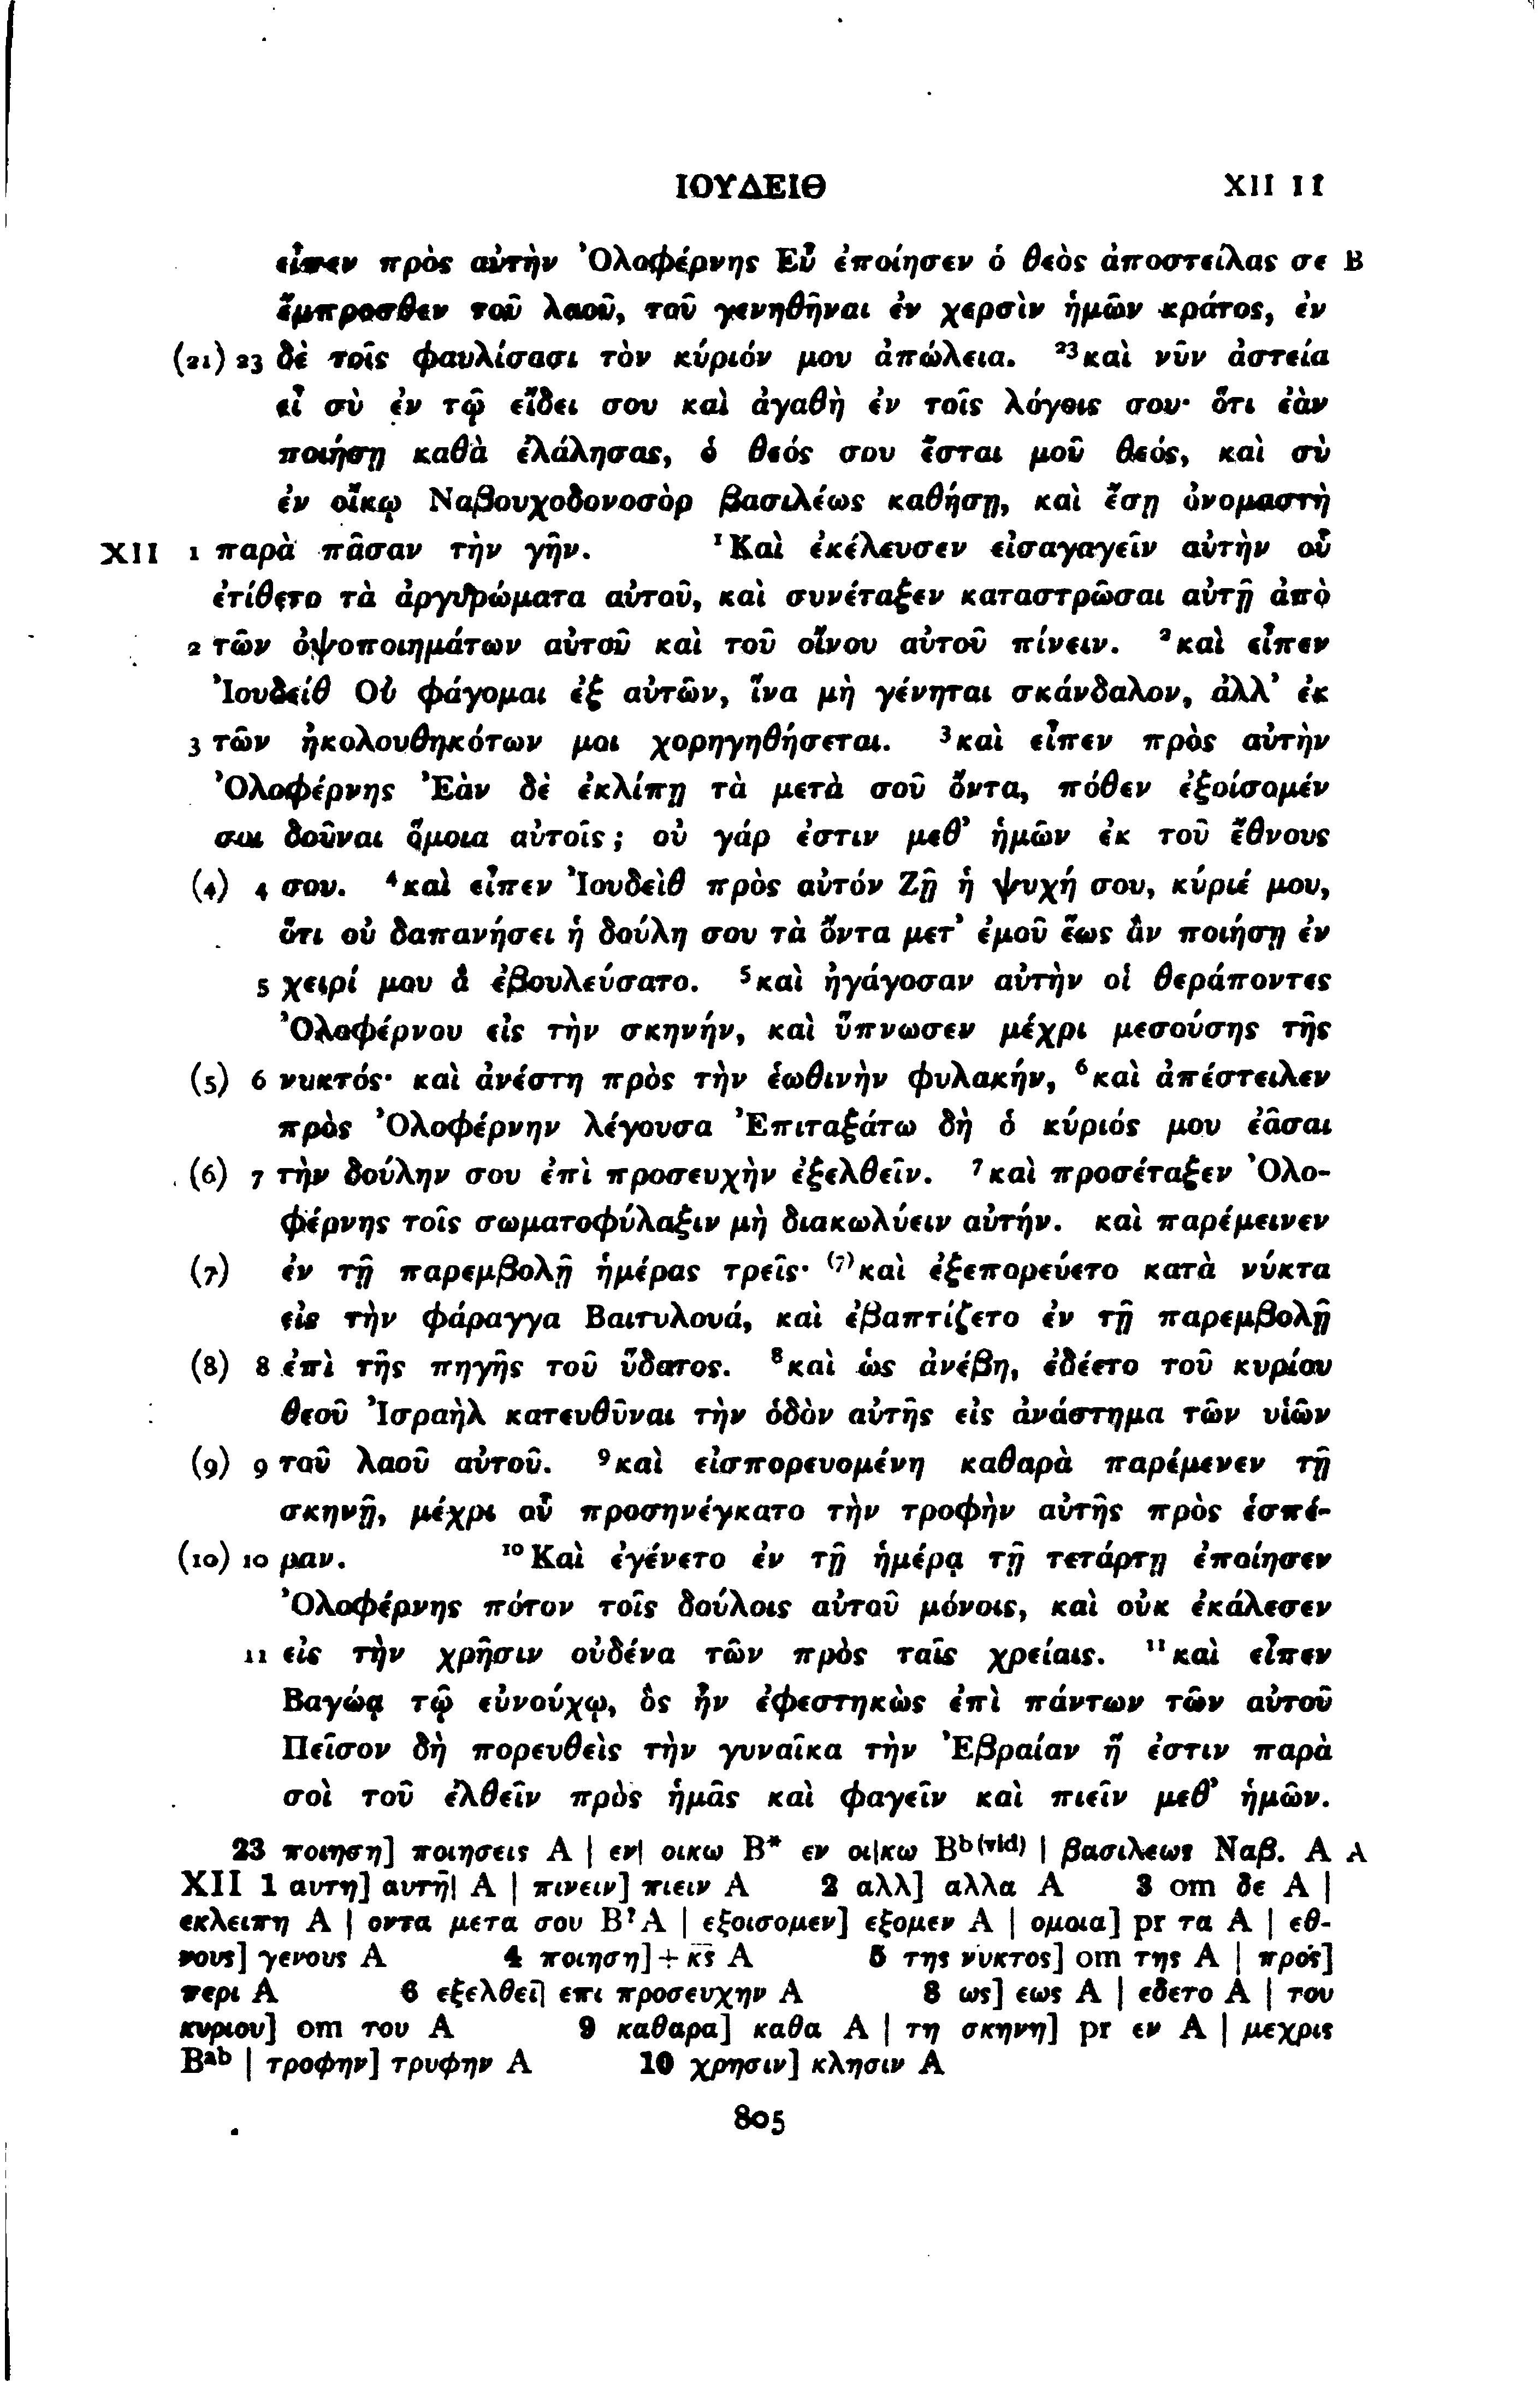 ΙΟΥΔΕΙΘ XII 11
εἶπεν πρὸς αὐτὴν Ὀλοφέρνης Εὖ ἐποίησεν ὁ θεὸς ἀποστείλας σε B
ἔμπροσθεν τοῦ λαοῦ, τοῦ γενηθῆναι ἐν χερσὶν ἡμῶν κράτος, ἐν
(21) 23 δὲ τοῖς φαυλίσασι τὸν κύριόν μου ἀπώλεια. ²³καὶ νῦν ἀστεία
εἶ σὺ ἐν τῷ εἴδει σου καὶ ἀγαθὴ ἐν τοῖς λόγοις σου· ὅτι ἐὰν
ποιήσῃ καθὰ ἐλάλησας, ὁ θεός σου ἔσται μοῦ θεός, καὶ σὺ
ἐν οἴκῳ Ναβουχοδονοσὸρ βασιλέως καθήσῃ, καὶ ἔσῃ ὀνομαστὴ
XII 1 παρὰ πᾶσαν τὴν γῆν. ¹Καὶ ἐκέλευσεν εἰσαγαγεῖν αὐτὴν οὗ
ἐτίθετο τὰ ἀργυρώματα αὐτοῦ, καὶ συνέταξεν καταστρῶσαι αὐτῇ ἀπὸ
2 τῶν ὀψοποιημάτων αὐτοῦ καὶ τοῦ οἴνου αὐτοῦ πίνειν. ²καὶ εἶπεν
Ἰουδείθ Οὐ φάγομαι ἐξ αὐτῶν, ἵνα μὴ γένηται σκάνδαλον, ἀλλ’ ἐκ
3 τῶν ἠκολουθηκότων μοι χορηγηθήσεται. ³καὶ εἶπεν πρὸς αὐτὴν
Ὀλοφέρνης Ἐὰν δὲ ἐκλίπῃ τὰ μετὰ σοῦ ὄντα, πόθεν ἐξοίσομέν
σοι δοῦναι ὅμοια αὐτοῖς; οὐ γάρ ἐστιν μεθ’ ἡμῶν ἐκ τοῦ ἔθνους
(4) 4 σου. ⁴καὶ εἶπεν Ἰουδεὶθ πρὸς αὐτόν Ζῇ ἡ ψυχή σου, κύριέ μου,
ὅτι οὐ δαπανήσει ἡ δούλη σου τὰ ὄντα μετ’ ἐμοῦ ἕως ἂν ποιήσῃ ἐν
5 χειρί μου ἃ ἐβουλεύσατο. ⁵καὶ ἠγάγοσαν αὐτὴν οἱ θεράποντες
Ὀλοφέρνου εἰς τὴν σκηνήν, καὶ ὕπνωσεν μέχρι μεσούσης τῆς
(5) 6 νυκτός· καὶ ἀνέστη πρὸς τὴν ἑωθινὴν φυλακήν, ⁶καὶ ἀπέστειλεν
πρὸς Ὀλοφέρνην λέγουσα Ἐπιταξάτω δὴ ὁ κύριός μου ἐᾶσαι
(6) 7 τὴν δούλην σου ἐπὶ προσευχὴν ἐξελθεῖν. ⁷καὶ προσέταξεν Ὀλο-
φέρνης τοῖς σωματοφύλαξιν μὴ διακωλύειν αὐτήν. καὶ παρέμεινεν
(7) ἐν τῇ παρεμβολῇ ἡμέρας τρεῖς· ⁽⁷⁾καὶ ἐξεπορεύετο κατὰ νύκτα
εἰς τὴν φάραγγα Βαιτυλουά, καὶ ἐβαπτίζετο ἐν τῇ παρεμβολῇ
(8) 8 ἐπὶ τῆς πηγῆς τοῦ ὕδατος. ⁸καὶ ὡς ἀνέβη, ἐδέετο τοῦ κυρίου
θεοῦ Ἰσραὴλ κατευθῦναι τὴν ὁδὸν αὐτῆς εἰς ἀνάστημα τῶν υἱῶν
(9) 9 τοῦ λαοῦ αὐτοῦ. ⁹καὶ εἰσπορευομένη καθαρὰ παρέμενεν τῇ
σκηνῇ, μέχρι οὗ προσηνέγκατο τὴν τροφὴν αὐτῆς πρὸς ἑσπέ-
(10) 10 ραν. ¹⁰Καὶ ἐγένετο ἐν τῇ ἡμέρᾳ τῇ τετάρτῃ ἐποίησεν
Ὀλοφέρνης πότον τοῖς δούλοις αὐτοῦ μόνοις, καὶ οὐκ ἐκάλεσεν
11 εἰς τὴν χρῆσιν οὐδένα τῶν πρὸς ταῖς χρείαις. ¹¹καὶ εἶπεν
Βαγώᾳ τῷ εὐνούχῳ, ὃς ἦν ἐφεστηκὼς ἐπὶ πάντων τῶν αὐτοῦ
Πεῖσον δὴ πορευθεὶς τὴν γυναῖκα τὴν Ἐβραίαν ἥ ἐστιν παρὰ
σοὶ τοῦ ἐλθεῖν πρὸς ἡμᾶς καὶ φαγεῖν καὶ πιεῖν μεθ’ ἡμῶν.
23 ποιηση] ποιησεις A | εν| οικω B* εν οι|κω Bᵇ⁽ᵛⁱᵈ⁾ | βασιλεως Ναβ. A A
XII 1 αυτη] αυτη̄| A | πινειν] πιειν A 2 αλλ] αλλα A 3 om δε A |
εκλειπη A | οντα μετα σου B?A | εξοισομεν] εξομεν A | ομοια] pr τα A | εθ-
νους] γενους A 4 ποιηση] + κ̅ς̅ A 5 της νυκτος] om της A | προς]
περι A 6 εξελθει̅] επι προσευχην A 8 ως] εως A | εδετο A | του
κυριου] om του A 9 καθαρα] καθα A | τη σκηνη] pr εν A | μεχρις
Bᵃᵇ | τροφην] τρυφην A 10 χρησιν] κλησιν A
805